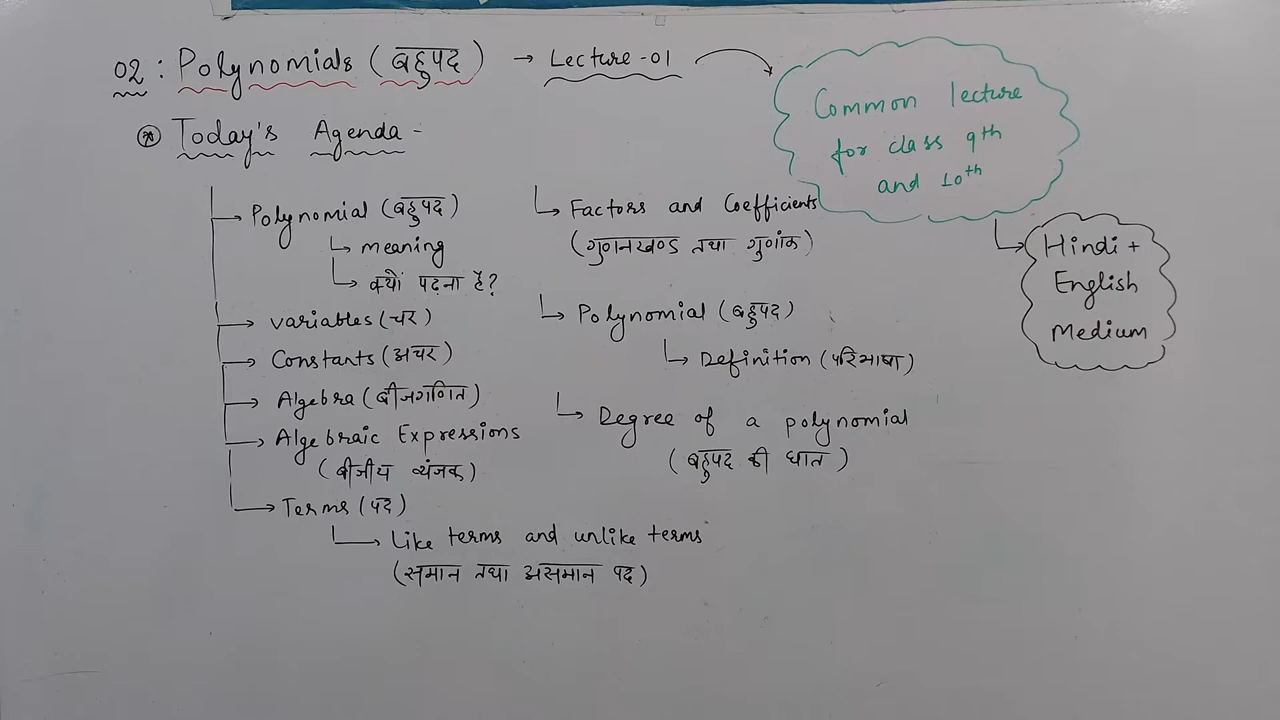 02 : Polynomials (बहुपद) → Lecture-01
Common lecture
for class 9th
and 10th
Hindi +
English
Medium
Today's Agenda -
Polynomial (बहुपद)
meaning
क्यों पढ़ना है?
variables (चर)
Constants (अचर)
Algebra (बीजगणित)
Algebraic Expressions
(बीजीय व्यंजक)
Terms (पद)
Like terms and unlike terms
(समान तथा असमान पद)
Factors and Coefficients
(गुणनखण्ड तथा गुणांक)
Polynomial (बहुपद)
Definition (परिभाषा)
Degree of a polynomial
(बहुपद की घात)